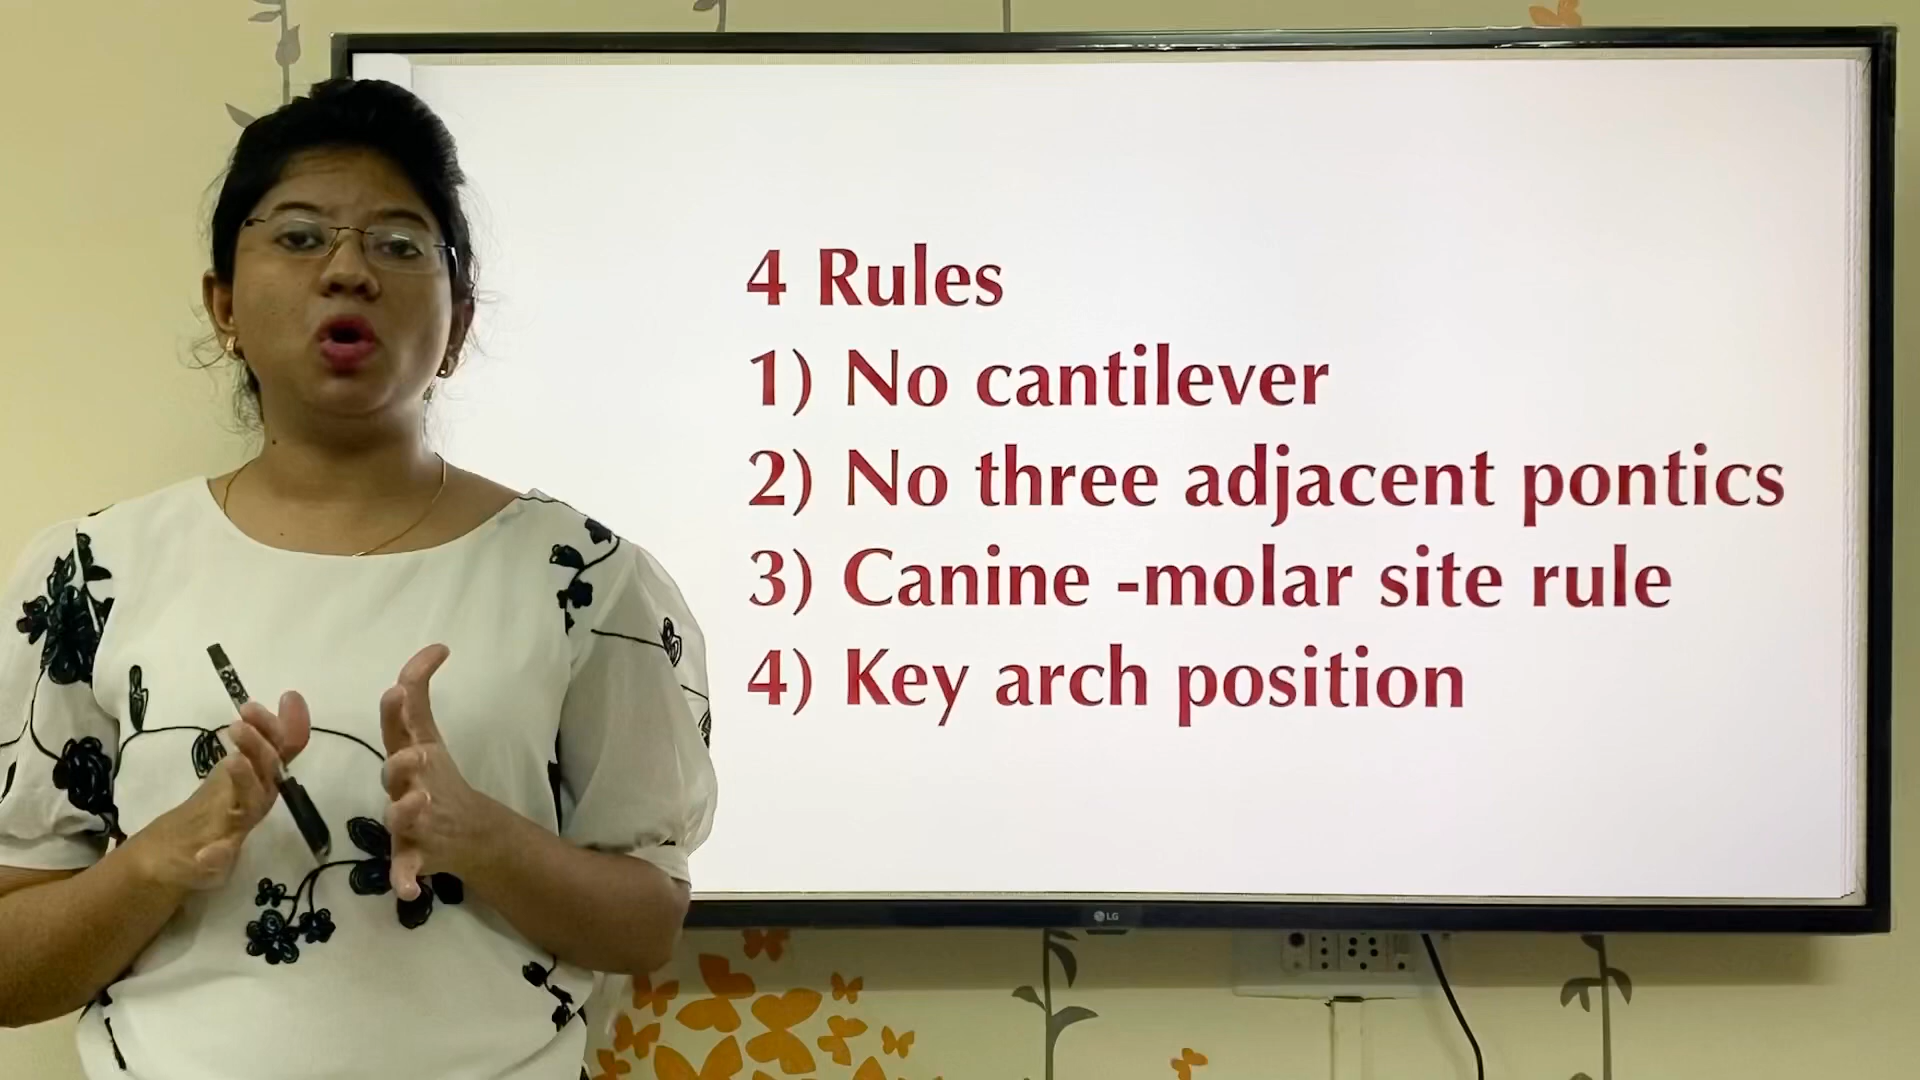 4 Rules
1) No cantilever
2) No three adjacent pontics
3) Canine -molar site rule
4) Key arch position
LG